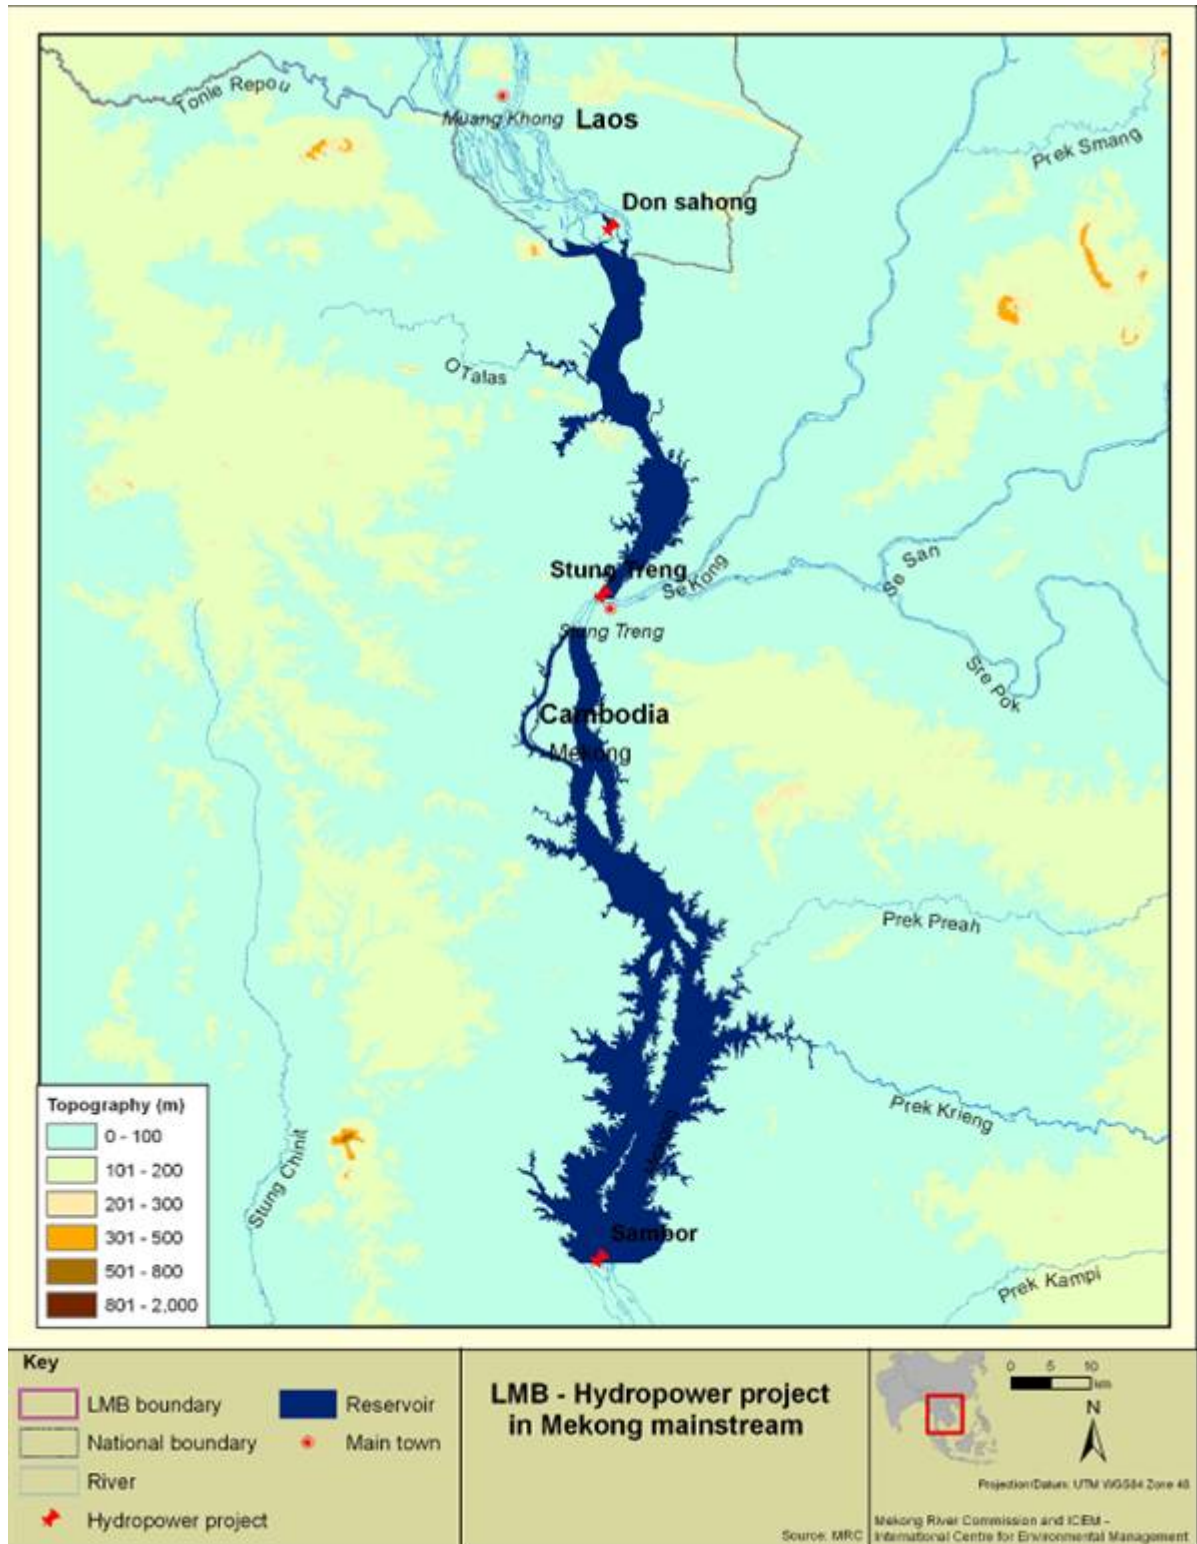 Tonle Repou
Muang Khong
Laos
Prek Smang
Don sahong
OTalas
Stung Treng
Se Kong
Se San
Stung Treng
Sre Pok
Cambodia
Mekong
Prek Preah
Prek Krieng
Mekong
Stung Chinit
Sambor
Prek Kampi
Topography (m)
0 - 100
101 - 200
201 - 300
301 - 500
501 - 800
801 - 2,000
Key
LMB boundary
National boundary
River
Hydropower project
Reservoir
Main town
LMB - Hydropower project
in Mekong mainstream
Source: MRC
0 5 10
km
N
Projection/Datum: UTM WGS84 Zone 48
Mekong River Commission and ICEM -
International Centre for Environmental Management